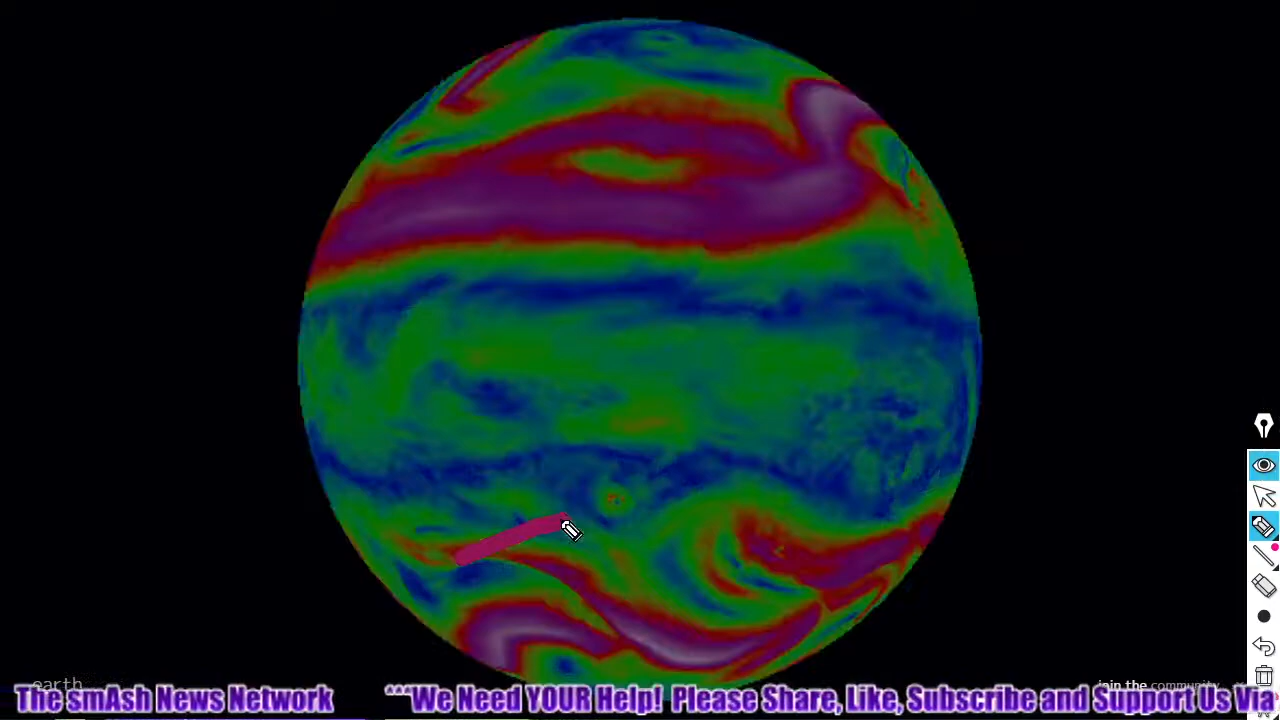 earth
join the community
The smAsh News Network ***We Need YOUR Help! Please Share, Like, Subscribe and Support Us Via